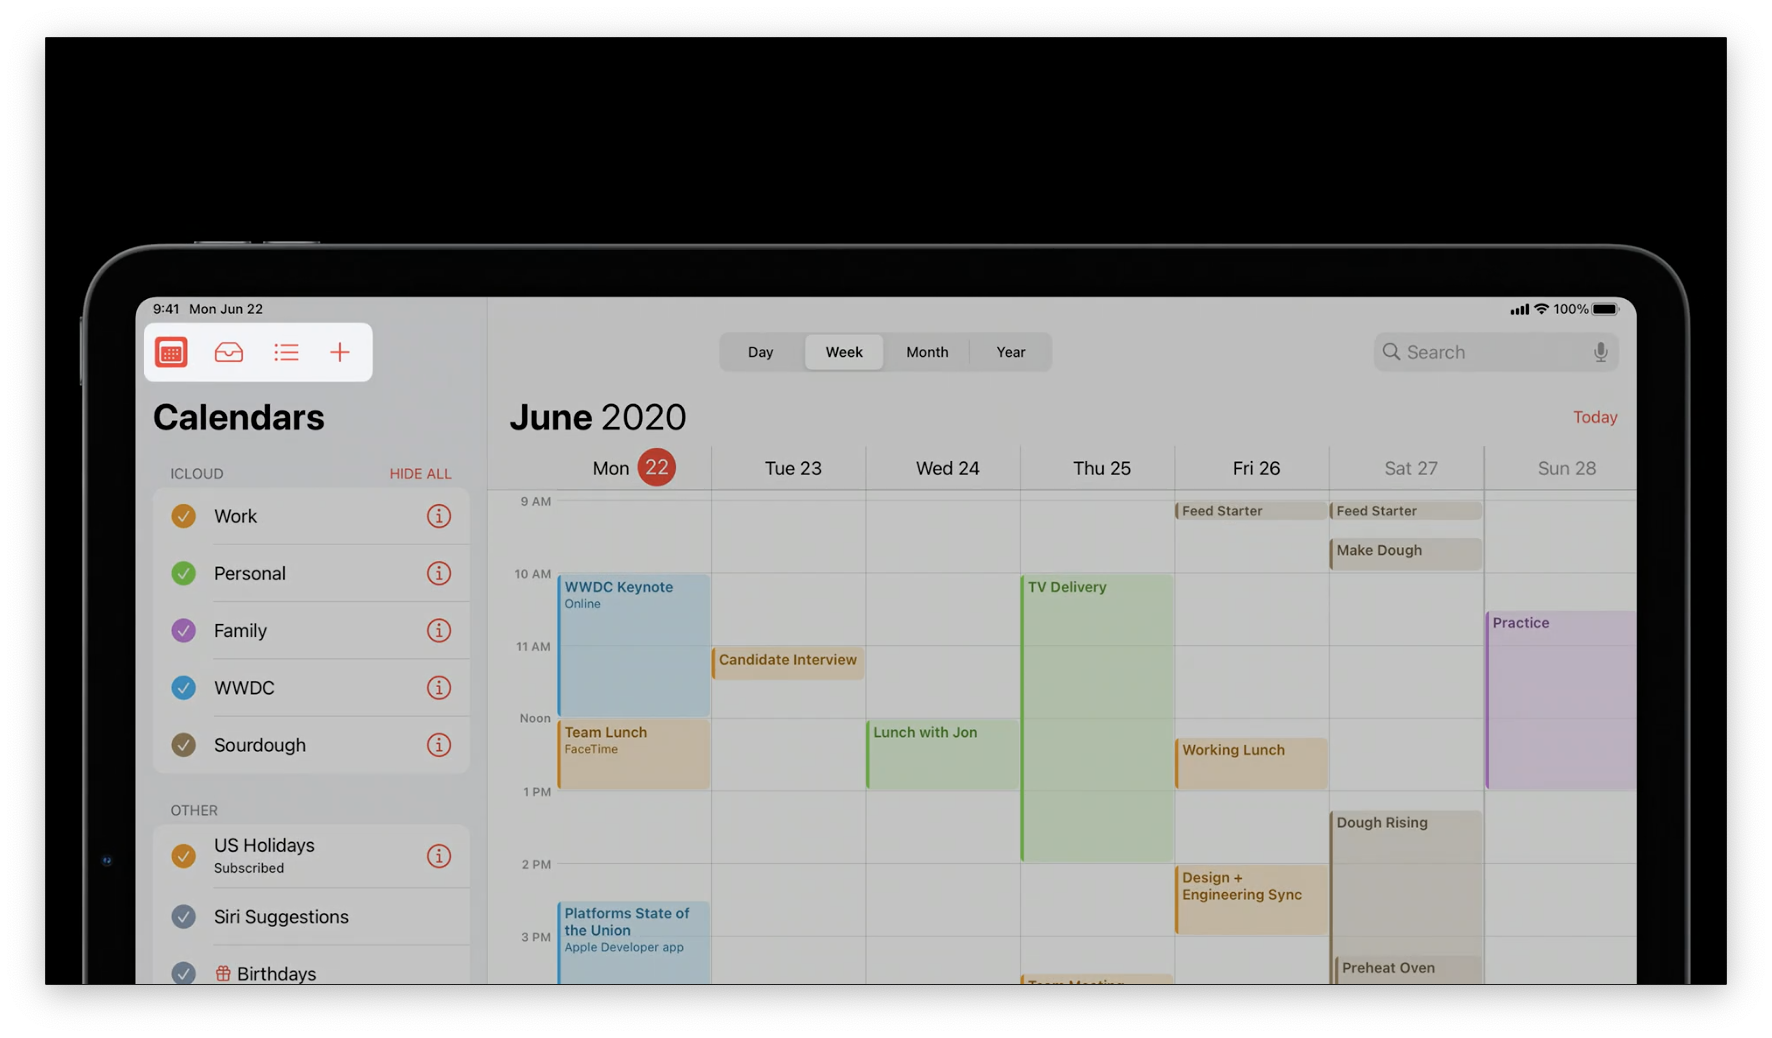 9:41 Mon Jun 22
100%
Day Week Month Year
Search
Calendars
June 2020
Today
ICLOUD HIDE ALL
Work
Personal
Family
WWDC
Sourdough
OTHER
US Holidays
Subscribed
Siri Suggestions
Birthdays
Mon 22 Tue 23 Wed 24 Thu 25 Fri 26 Sat 27 Sun 28
9 AM
Feed Starter
Feed Starter
Make Dough
10 AM
WWDC Keynote
Online
TV Delivery
Practice
11 AM
Candidate Interview
Noon
Team Lunch
FaceTime
Lunch with Jon
Working Lunch
1 PM
Dough Rising
2 PM
Design +
Engineering Sync
Platforms State of
the Union
Apple Developer app
3 PM
Preheat Oven
Team Meeting